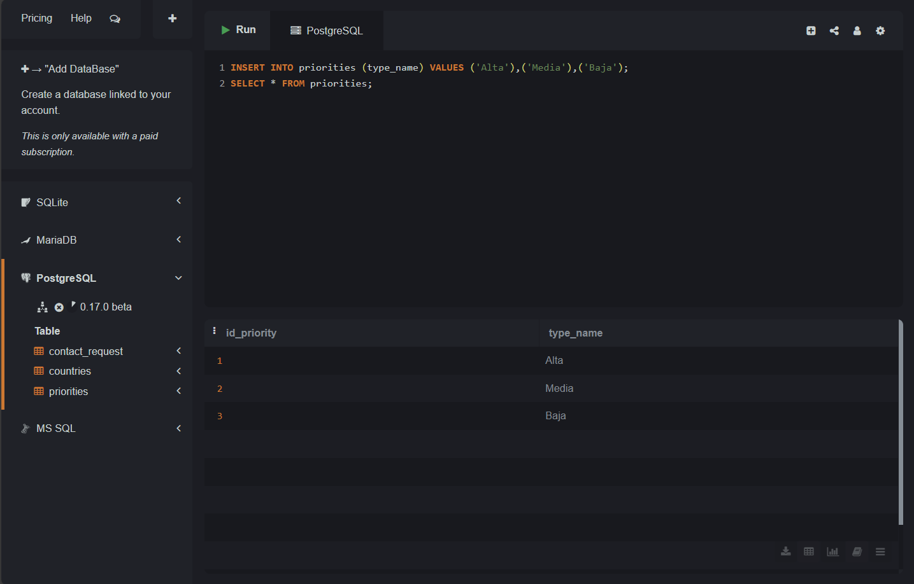 Pricing Help
Run PostgreSQL
"Add DataBase"
Create a database linked to your
account.
This is only available with a paid
subscription.
SQLite
MariaDB
PostgreSQL
0.17.0 beta
Table
contact_request
countries
priorities
MS SQL
1 INSERT INTO priorities (type_name) VALUES ('Alta'),('Media'),('Baja');
2 SELECT * FROM priorities;
id_priority type_name
1 Alta
2 Media
3 Baja